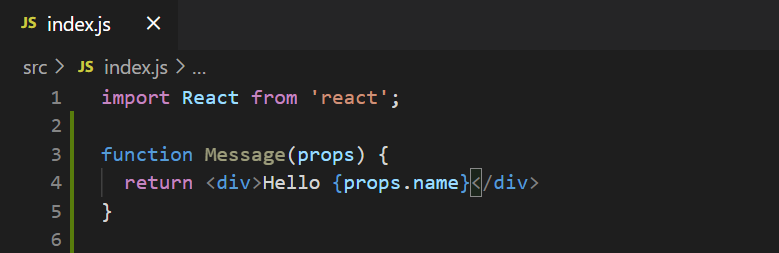 JS index.js ×
src > JS index.js > ...
1 import React from 'react';
2
3 function Message(props) {
4 return <div>Hello {props.name}</div>
5 }
6